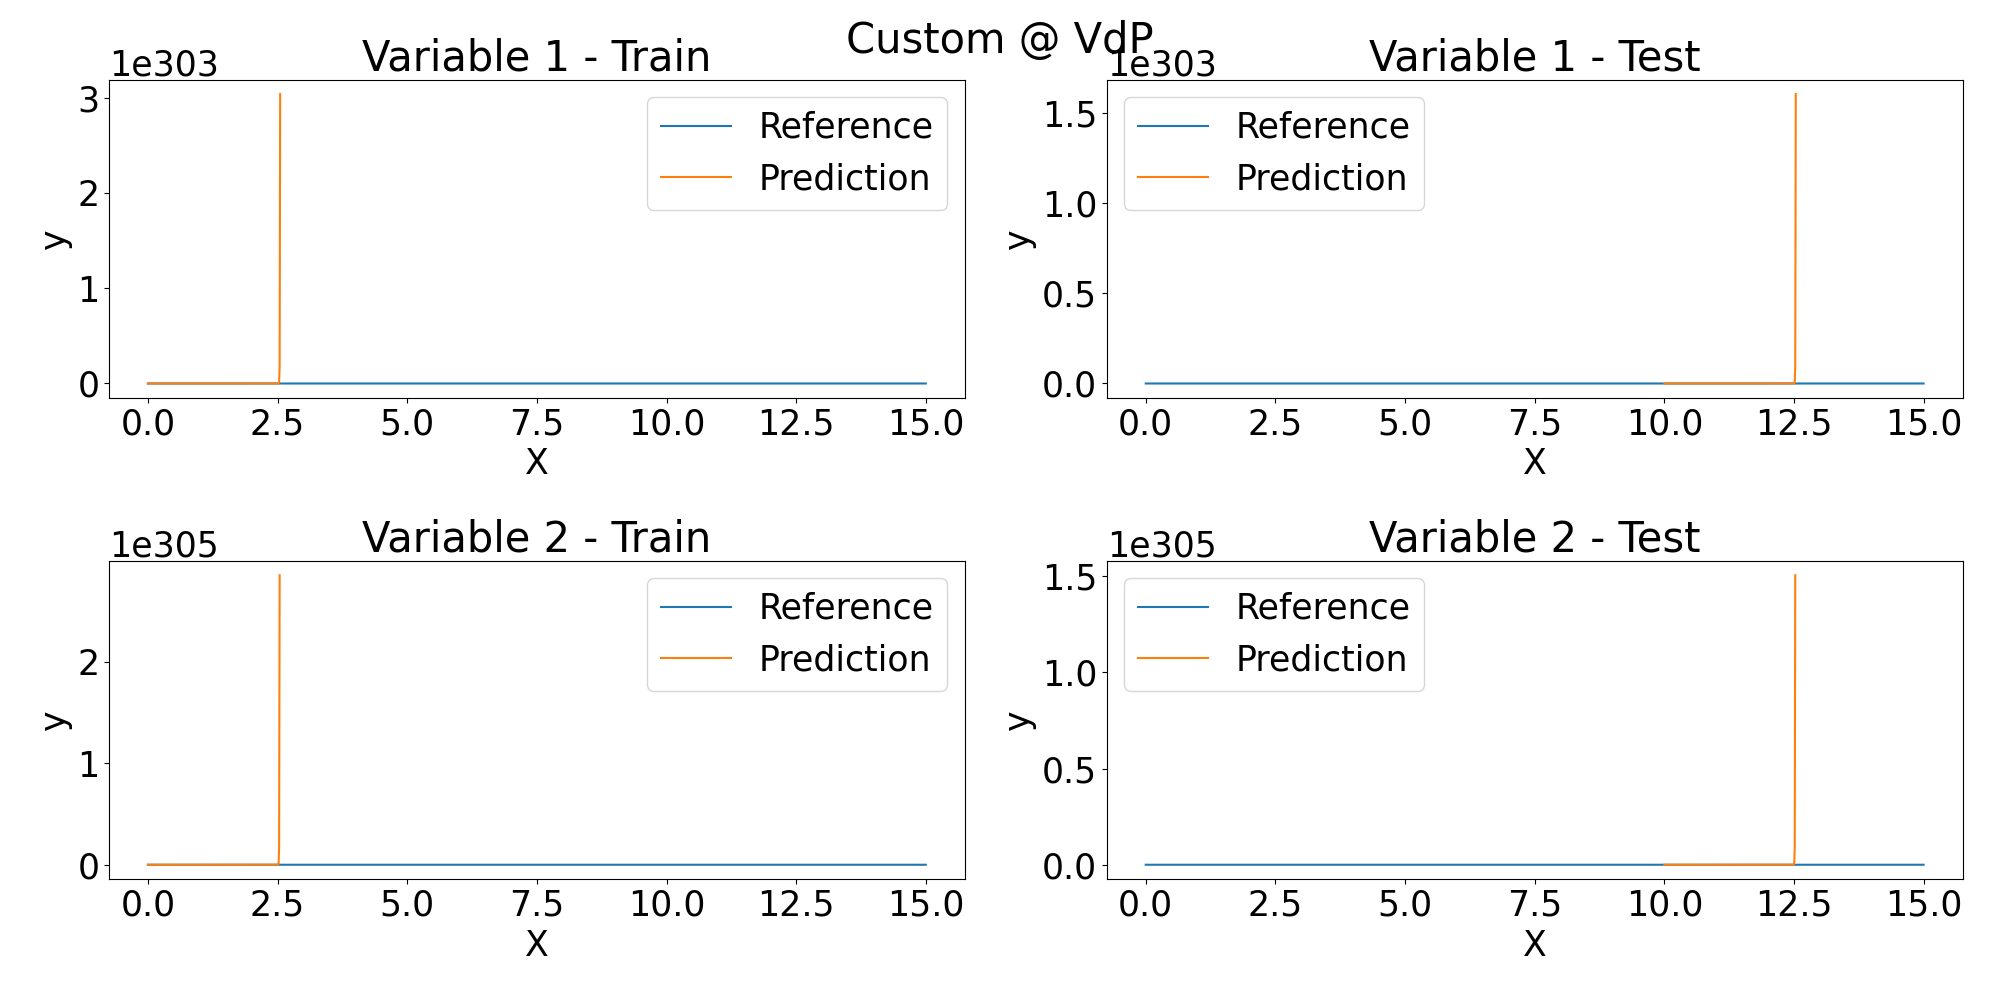 Custom @ VdP
Variable 1 - Train
1e303
3
2
1
0
y
Reference
Prediction
0.0 2.5 5.0 7.5 10.0 12.5 15.0
X
Variable 1 - Test
1e303
1.5
1.0
0.5
0.0
y
Reference
Prediction
0.0 2.5 5.0 7.5 10.0 12.5 15.0
X
Variable 2 - Train
1e305
2
1
0
y
Reference
Prediction
0.0 2.5 5.0 7.5 10.0 12.5 15.0
X
Variable 2 - Test
1e305
1.5
1.0
0.5
0.0
y
Reference
Prediction
0.0 2.5 5.0 7.5 10.0 12.5 15.0
X